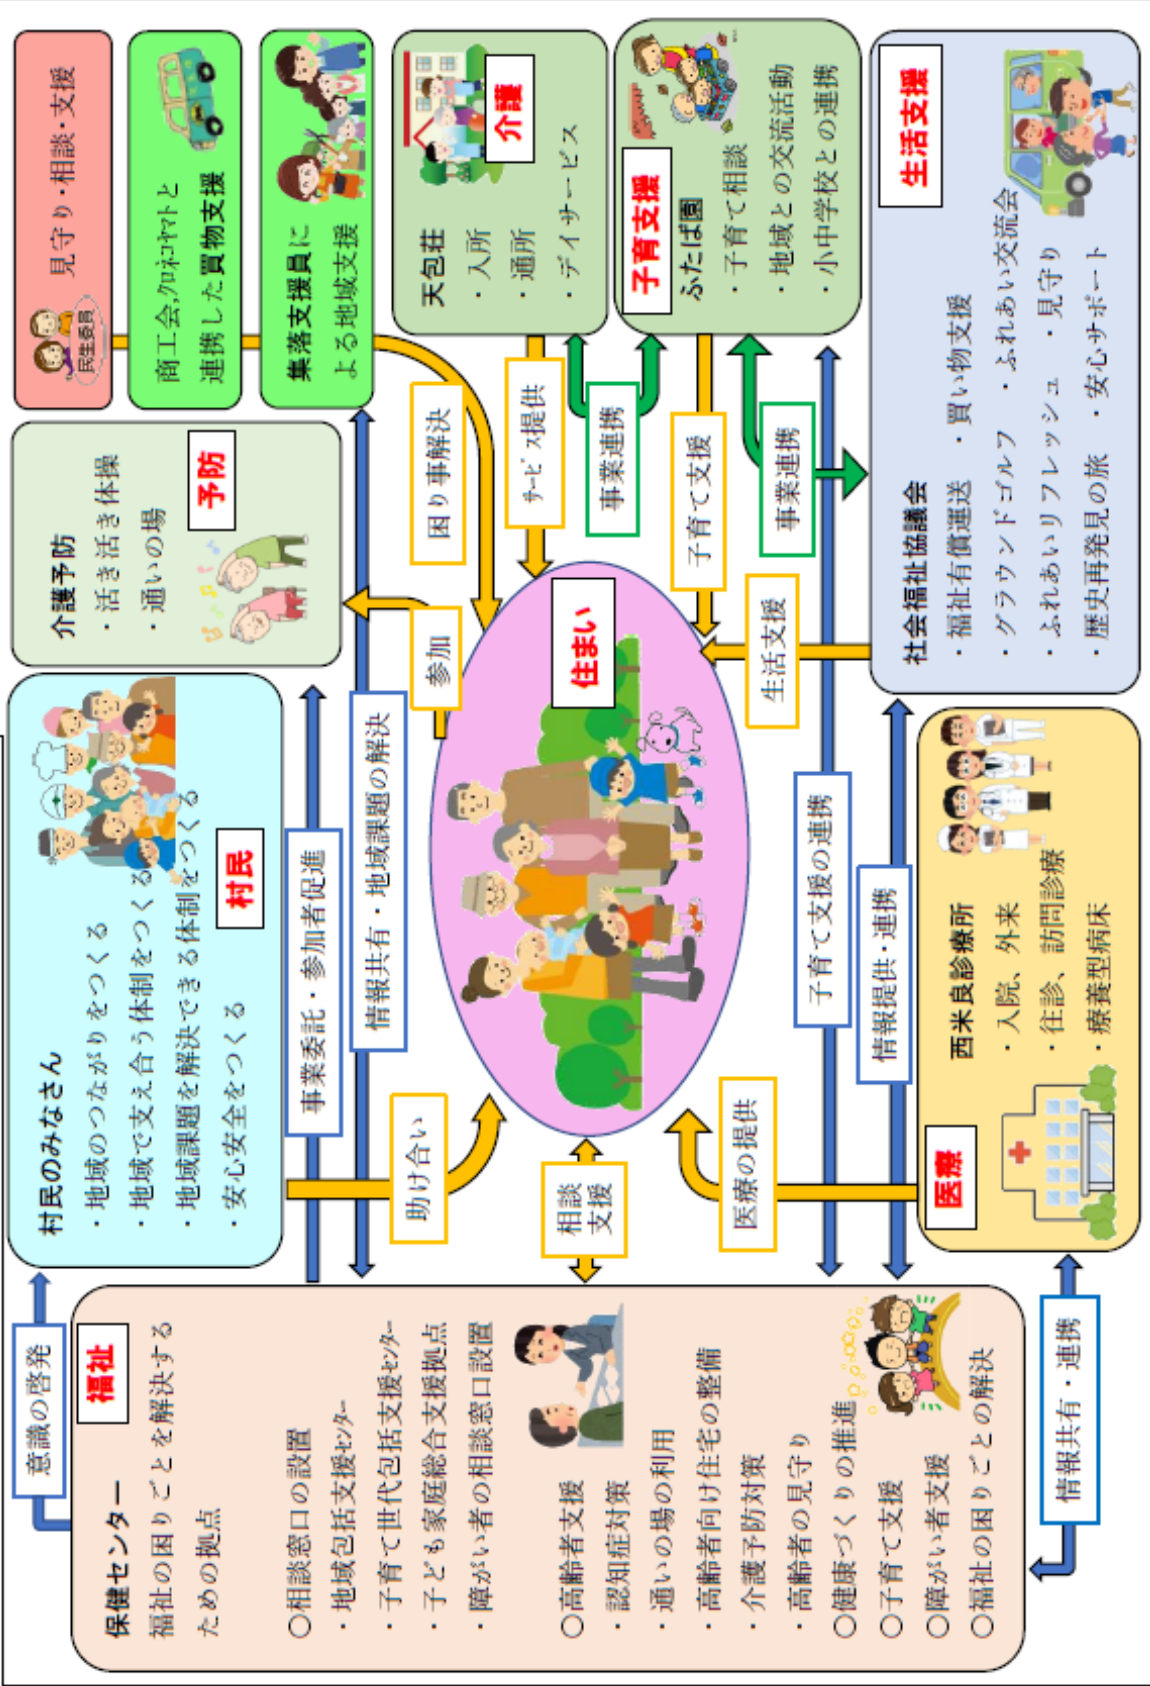 意識の啓発
福祉
保健センター
福祉の困りごとを解決する
ための拠点
○相談窓口の設置
・地域包括支援ｾﾝﾀｰ
・子育て世代包括支援ｾﾝﾀｰ
・子ども家庭総合支援拠点
・障がい者の相談窓口設置
○高齢者支援
・認知症対策
・通いの場の利用
・高齢者向け住宅の整備
・介護予防対策
・高齢者の見守り
○健康づくりの推進
○子育て支援
○障がい者支援
○福祉の困りごとの解決
情報共有・連携
村民のみなさん
・地域のつながりをつくる
・地域で支え合う体制をつくる
・地域課題を解決できる体制をつくる
・安心安全をつくる
村民
事業委託・参加者促進
情報共有・地域課題の解決
助け合い
相談
支援
医療の提供
子育て支援の連携
情報提供・連携
医療
西米良診療所
・入院、外来
・往診、訪問診療
・療養型病床
住まい
介護予防
・活き活き体操
・通いの場
予防
参加
困り事解決
ｻｰﾋﾞｽ提供
事業連携
子育て支援
事業連携
生活支援
民生委員
見守り・相談・支援
商工会,ｸﾛﾈｺﾔﾏﾄと
連携した買物支援
集落支援員に
よる地域支援
介護
天包荘
・入所
・通所
・デイサービス
子育支援
ふたば園
・子育て相談
・地域との交流活動
・小中学校との連携
生活支援
社会福祉協議会
・福祉有償運送 ・買い物支援
・グラウンドゴルフ ・ふれあい交流会
・ふれあいリフレッシュ ・見守り
・歴史再発見の旅 ・安心サポート